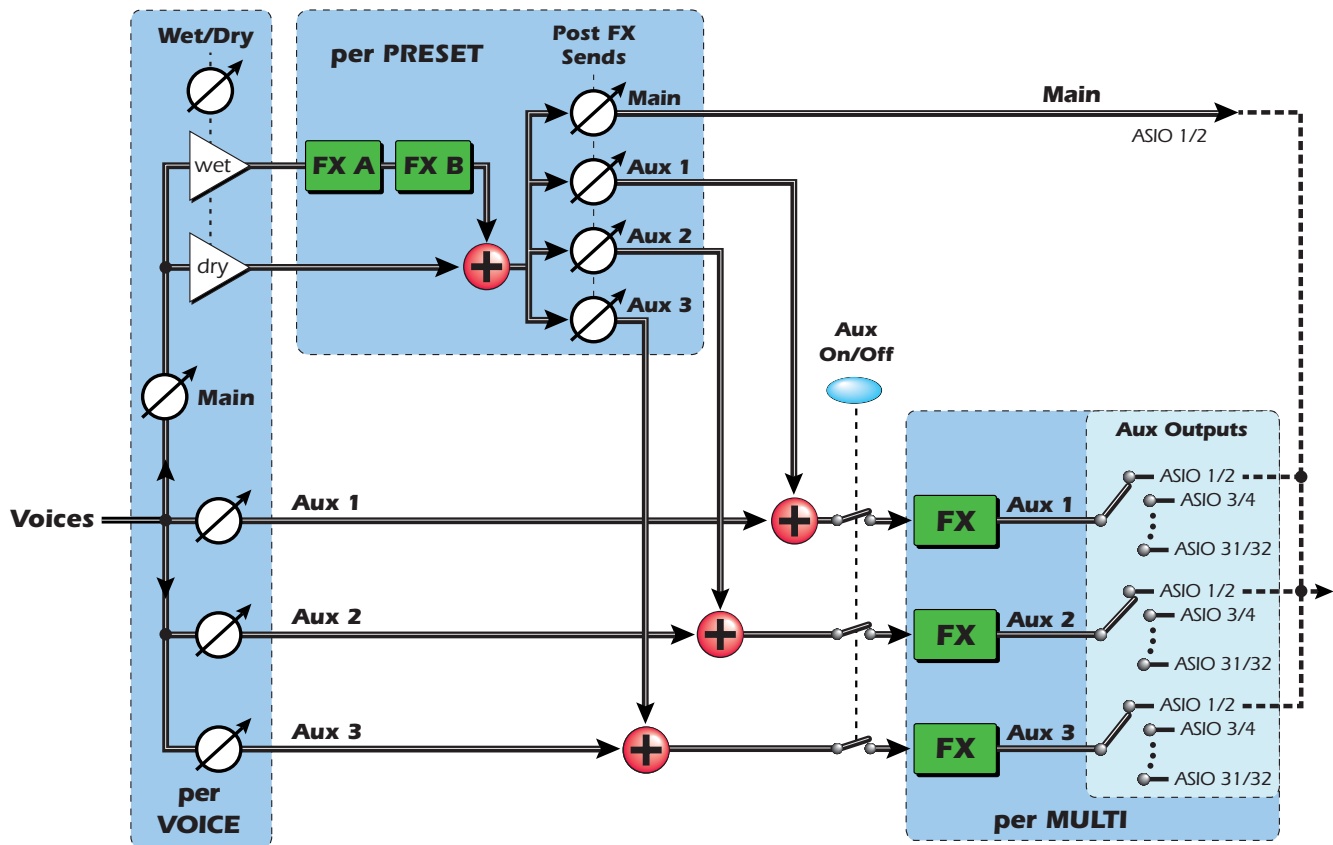 Wet/Dry
per PRESET
Post FX
Sends
Main
Main
ASIO 1/2
wet
FX A
FX B
Aux 1
Aux 2
dry
Aux 3
Aux
On/Off
Main
Aux Outputs
Voices
Aux 1
FX
Aux 1
ASIO 1/2
ASIO 3/4
ASIO 31/32
Aux 2
FX
Aux 2
ASIO 1/2
ASIO 3/4
ASIO 31/32
Aux 3
FX
Aux 3
ASIO 1/2
ASIO 3/4
ASIO 31/32
per
VOICE
per MULTI